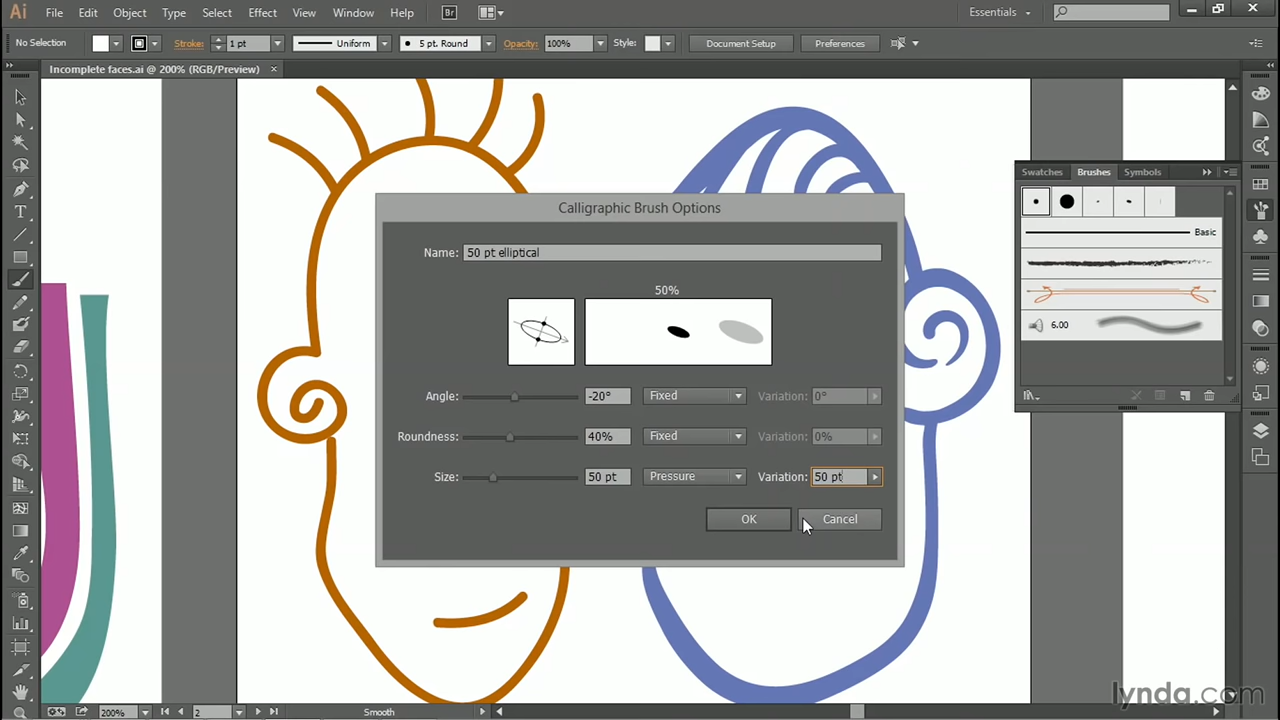 Ai File Edit Object Type Select Effect View Window Help Br Essentials
No Selection Stroke: 1 pt Uniform 5 pt. Round Opacity: 100% Style: Document Setup Preferences
Incomplete faces.ai @ 200% (RGB/Preview) ×
Swatches Brushes Symbols
Basic
6.00
Calligraphic Brush Options
Name: 50 pt elliptical
50%
Angle: -20° Fixed Variation: 0°
Roundness: 40% Fixed Variation: 0%
Size: 50 pt Pressure Variation: 50 pt
OK Cancel
200% 2 Smooth
lynda.com